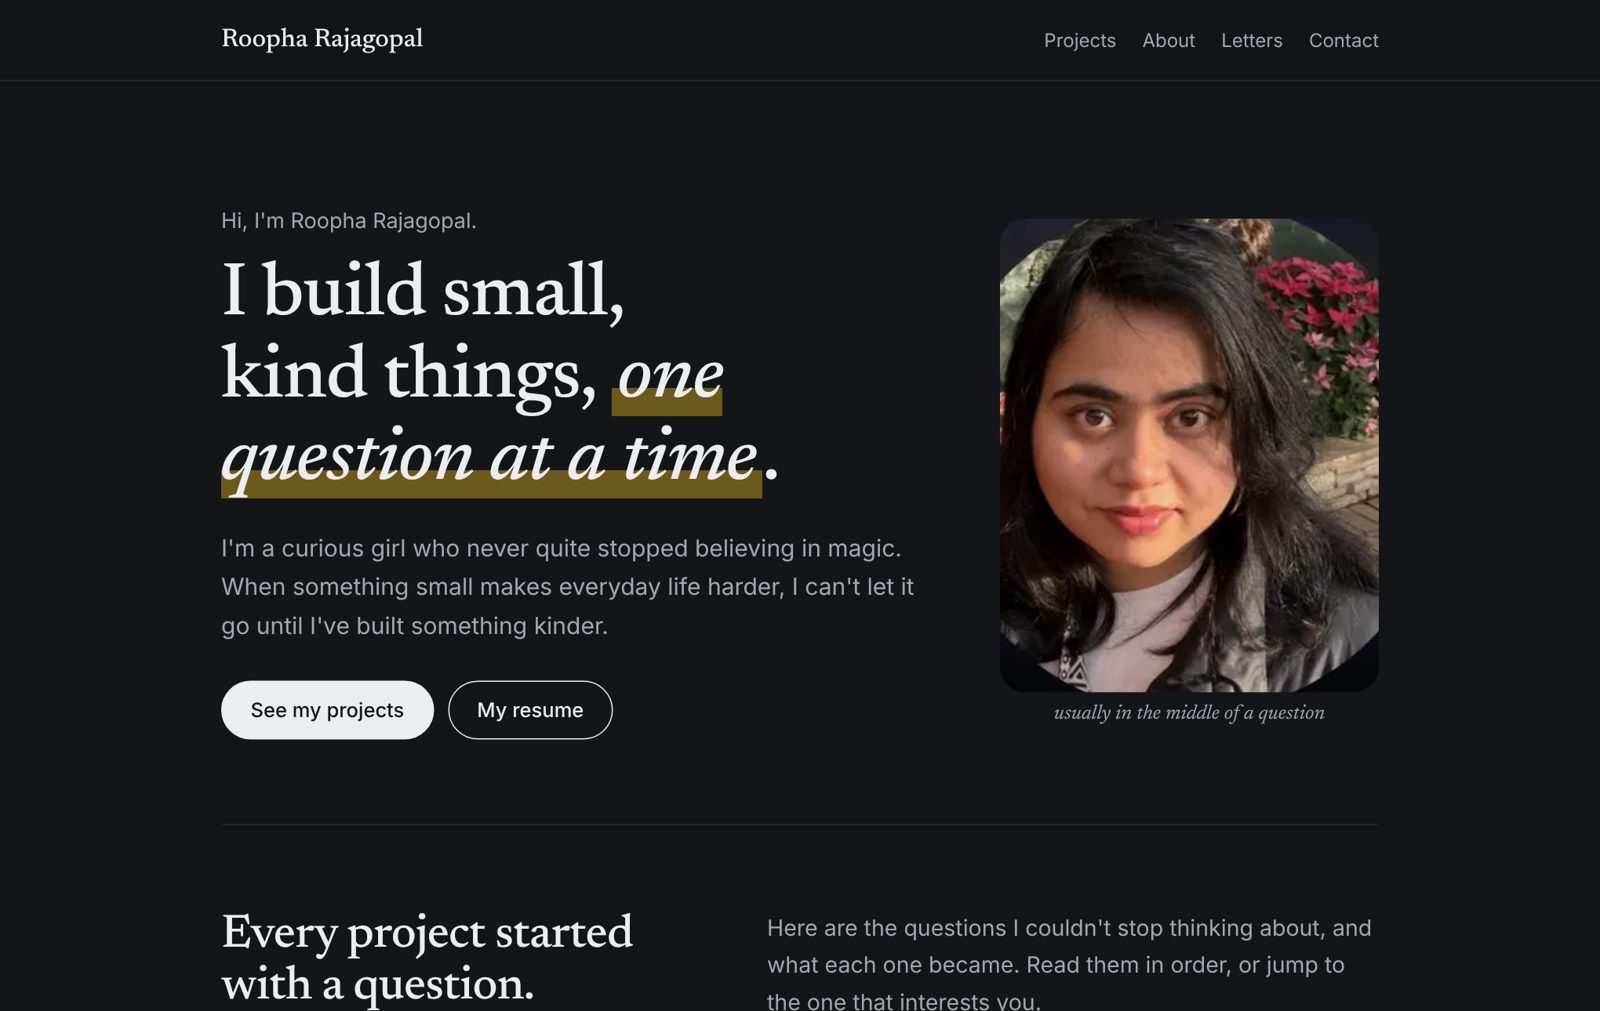 Roopha Rajagopal
Projects About Letters Contact
Hi, I'm Roopha Rajagopal.
I build small,
kind things, one
question at a time.
I'm a curious girl who never quite stopped believing in magic.
When something small makes everyday life harder, I can't let it
go until I've built something kinder.
See my projects
My resume
usually in the middle of a question
Every project started
with a question.
Here are the questions I couldn't stop thinking about, and
what each one became. Read them in order, or jump to
the one that interests you.